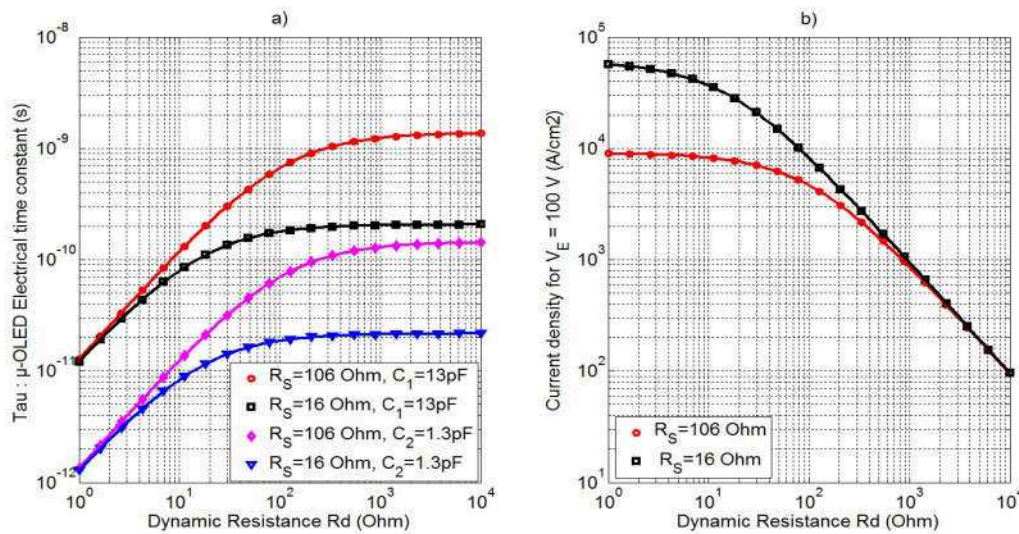 a)
10^-8
10^-9
10^-10
10^-11
10^-12
Tau : µ-OLED Electrical time constant (s)
R_S=106 Ohm, C_1=13pF
R_S=16 Ohm, C_1=13pF
R_S=106 Ohm, C_2=1.3pF
R_S=16 Ohm, C_2=1.3pF
10^0 10^1 10^2 10^3 10^4
Dynamic Resistance Rd (Ohm)
b)
10^5
10^4
10^3
10^2
10^1
Current density for V_E = 100 V (A/cm2)
R_S=106 Ohm
R_S=16 Ohm
10^0 10^1 10^2 10^3 10^4
Dynamic Resistance Rd (Ohm)